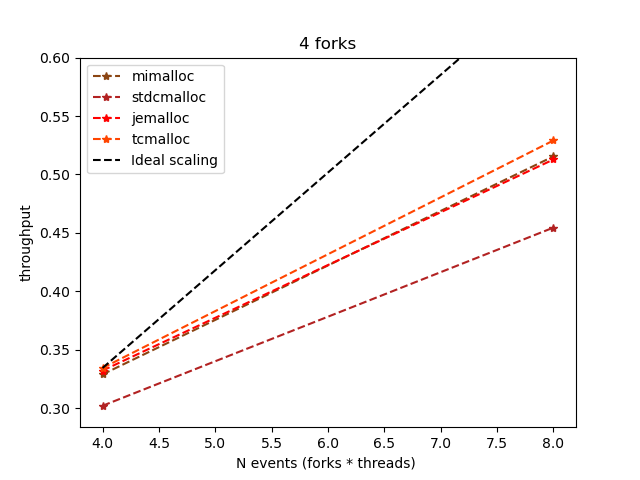 4 forks
mimalloc
stdcmalloc
jemalloc
tcmalloc
Ideal scaling
throughput
0.60
0.55
0.50
0.45
0.40
0.35
0.30
4.0 4.5 5.0 5.5 6.0 6.5 7.0 7.5 8.0
N events (forks * threads)